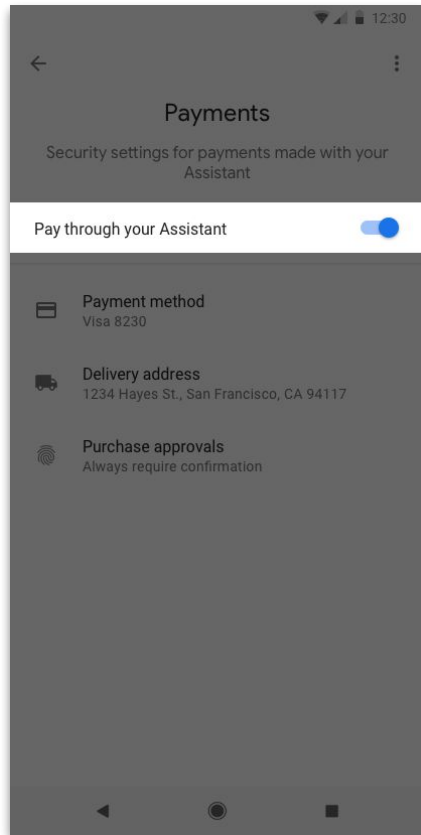 12:30
Payments
Security settings for payments made with your
Assistant
Pay through your Assistant
Payment method
Visa 8230
Delivery address
1234 Hayes St., San Francisco, CA 94117
Purchase approvals
Always require confirmation